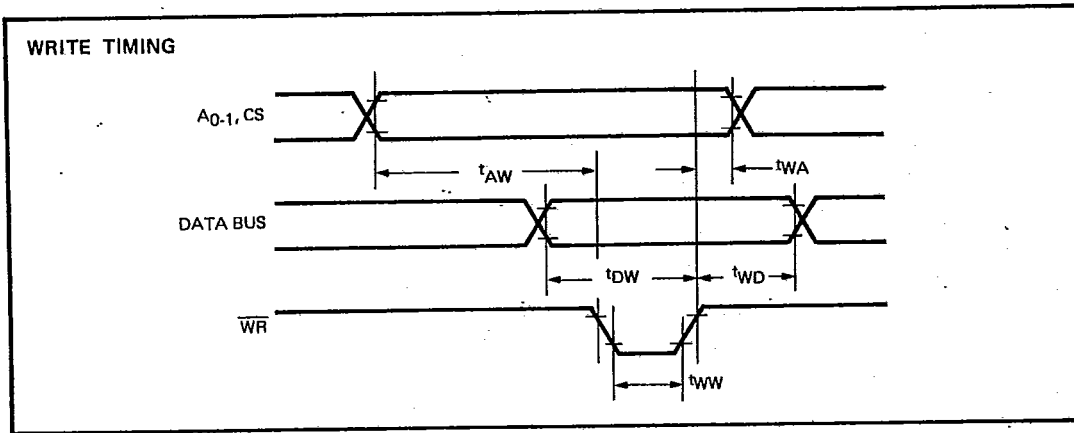 WRITE TIMING
A0-1, CS
tAW
tWA
DATA BUS
tDW
tWD
WR
tWW